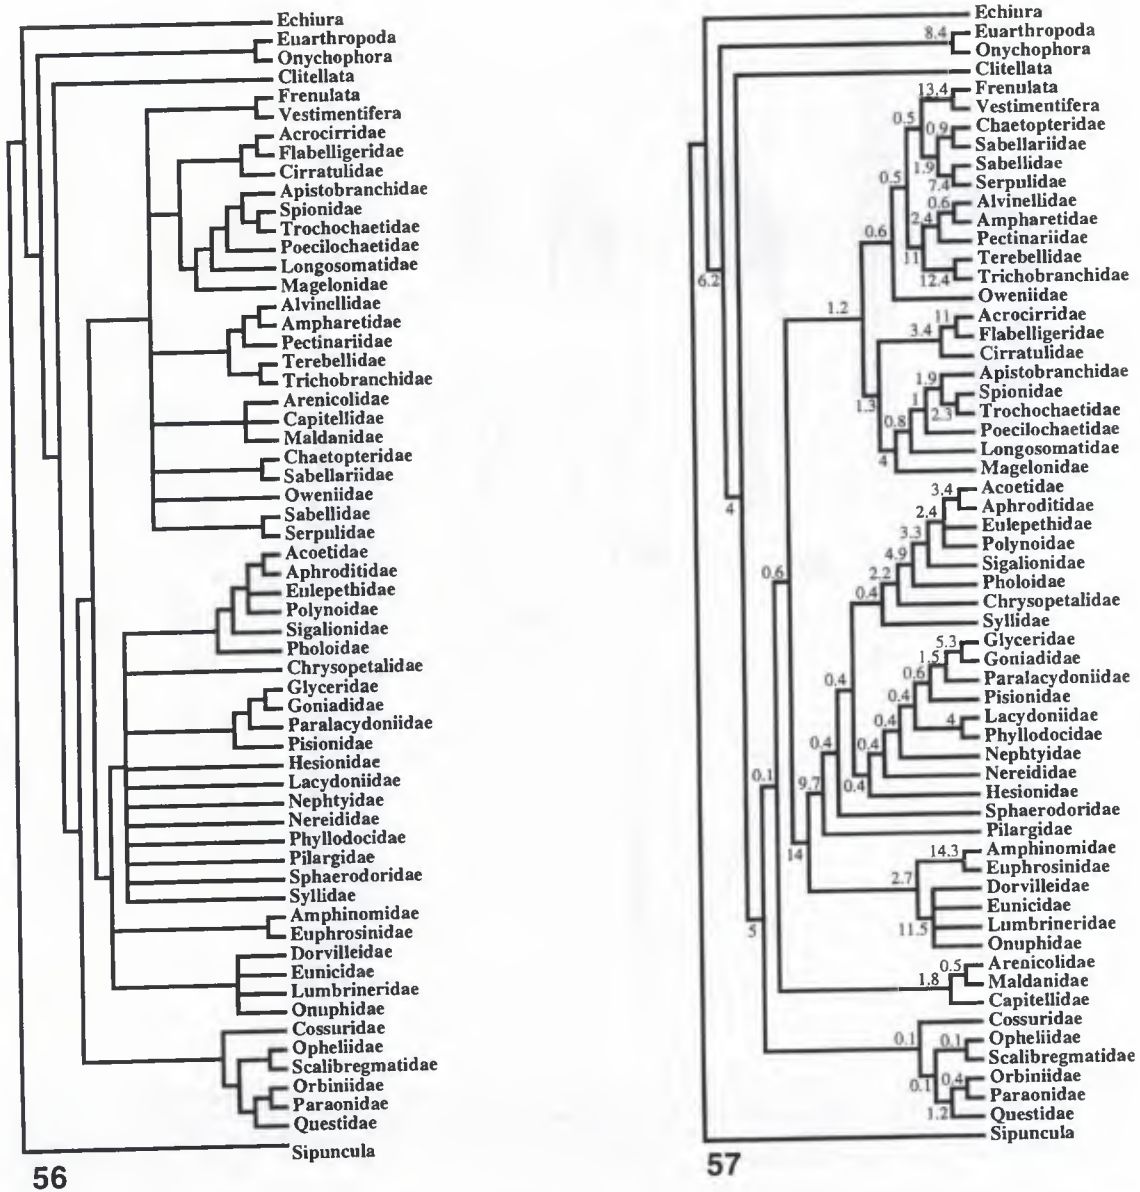 Echiura
Euarthropoda
Onychophora
Clitellata
Frenulata
Vestimentifera
Acrocirridae
Flabelligeridae
Cirratulidae
Apistobranchidae
Spionidae
Trochochaetidae
Poecilochaetidae
Longosomatidae
Magelonidae
Alvinellidae
Ampharetidae
Pectinariidae
Terebellidae
Trichobranchidae
Arenicolidae
Capitellidae
Maldanidae
Chaetopteridae
Sabellariidae
Oweniidae
Sabellidae
Serpulidae
Acoetidae
Aphroditidae
Eulepethidae
Polynoidae
Sigalionidae
Pholoidae
Chrysopetalidae
Glyceridae
Goniadidae
Paralacydoniidae
Pisionidae
Hesionidae
Lacydoniidae
Nephtyidae
Nereididae
Phyllodocidae
Pilargidae
Sphaerodoridae
Syllidae
Amphinomidae
Euphrosinidae
Dorvilleidae
Eunicidae
Lumbrineridae
Onuphidae
Cossuridae
Opheliidae
Scalibregmatidae
Orbiniidae
Paraonidae
Questidae
Sipuncula
56
Echiura
8.4 Euarthropoda
Onychophora
6.2
Clitellata
13.4 Frenulata
Vestimentifera
0.5
0.9 Chaetopteridae
Sabellariidae
1.9
Sabellidae
7.4 Serpulidae
0.5
0.6 Alvinellidae
2.4 Ampharetidae
Pectinariidae
11
Terebellidae
12.4 Trichobranchidae
0.6
Oweniidae
1.2
11 Acrocirridae
3.4 Flabelligeridae
Cirratulidae
1.3
1.9 Apistobranchidae
1 Spionidae
2.3 Trochochaetidae
0.8 Poecilochaetidae
Longosomatidae
4 Magelonidae
4
3.4 Acoetidae
2.4 Aphroditidae
3.3 Eulepethidae
Polynoidae
4.9 Sigalionidae
2.2 Pholoidae
0.4 Chrysopetalidae
Syllidae
0.6
5.3 Glyceridae
1.5 Goniadidae
0.6 Paralacydoniidae
0.4 Pisionidae
0.4
4 Lacydoniidae
Phyllodocidae
0.4 Nephtyidae
0.4 Nereididae
0.4 Hesionidae
0.4 Sphaerodoridae
9.7 Pilargidae
0.1
14
14.3 Amphinomidae
Euphrosinidae
2.7 Dorvilleidae
Eunicidae
11.5 Lumbrineridae
Onuphidae
5
0.5 Arenicolidae
1.8 Maldanidae
Capitellidae
Cossuridae
0.1 0.1 Opheliidae
Scalibregmatidae
0.1 0.4 Orbiniidae
Paraonidae
1.2 Questidae
Sipuncula
57